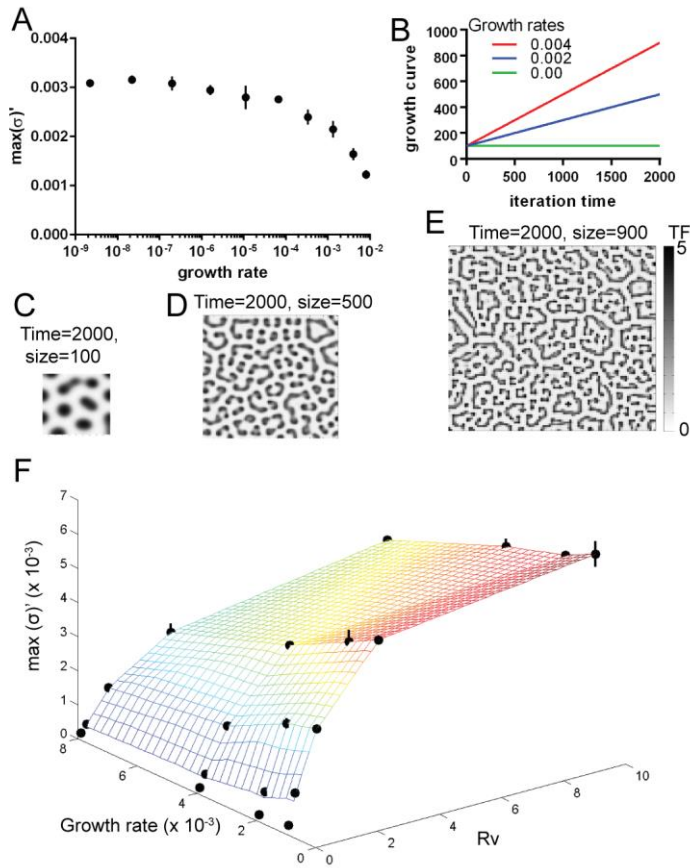 A
0.004
0.003
0.002
0.001
0.000
max(σ)'
10⁻⁹ 10⁻⁸ 10⁻⁷ 10⁻⁶ 10⁻⁵ 10⁻⁴ 10⁻³ 10⁻²
growth rate
B
Growth rates
0.004
0.002
0.00
1000
800
600
400
200
0
growth curve
0 500 1000 1500 2000
iteration time
C
Time=2000,
size=100
D
Time=2000, size=500
E
Time=2000, size=900
TF
5
0
F
7
6
5
4
3
2
1
0
max (σ)' (x 10⁻³)
8
6
4
2
0
Growth rate (x 10⁻³)
0
2
4
6
8
10
Rv